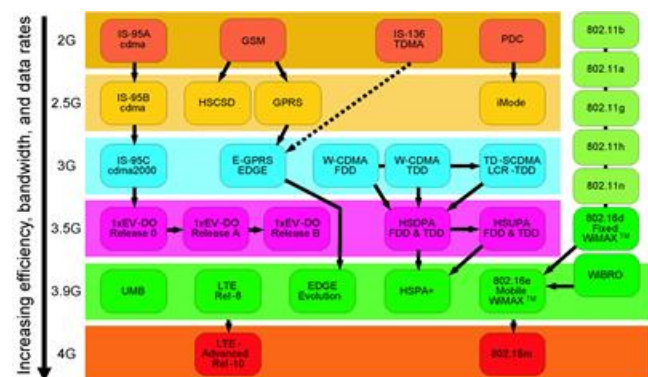 Increasing efficiency, bandwidth, and data rates
2G
IS-95A
cdma
GSM
IS-136
TDMA
PDC
802.11b
802.11a
2.5G
IS-95B
cdma
HSCSD
GPRS
iMode
802.11g
802.11h
3G
IS-95C
cdma2000
E-GPRS
EDGE
W-CDMA
FDD
W-CDMA
TDD
TD-SCDMA
LCR-TDD
802.11n
3.5G
1xEV-DO
Release 0
1xEV-DO
Release A
1xEV-DO
Release B
HSDPA
FDD & TDD
HSUPA
FDD & TDD
802.16d
Fixed
WiMAX™
3.9G
UMB
LTE
Rel-8
EDGE
Evolution
HSPA+
802.16e
Mobile
WiMAX™
WiBRO
4G
LTE -
Advanced
Rel-10
802.16m